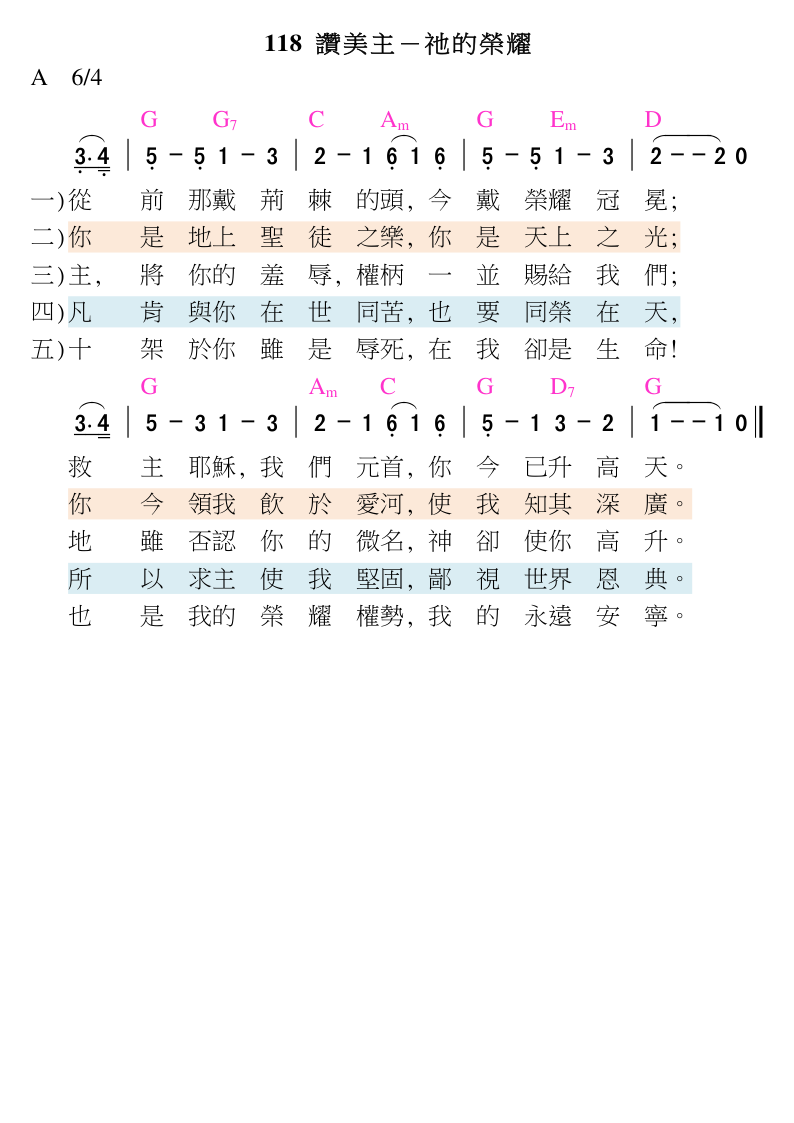 118 讚美主－祂的榮耀
A 6/4
G G7 C Am G Em D
3·4 | 5 － 5 1 － 3 | 2 － 1 6 1 6 | 5 － 5 1 － 3 | 2 － － 2 0
一)從 前 那戴 荊 棘 的頭, 今 戴 榮耀 冠 冕;
二)你 是 地上 聖 徒 之樂, 你 是 天上 之 光;
三)主, 將 你的 羞 辱, 權柄 一 並 賜給 我 們;
四)凡 肯 與你 在 世 同苦, 也 要 同榮 在 天,
五)十 架 於你 雖 是 辱死, 在 我 卻是 生 命!
G Am C G D7 G
3·4 | 5 － 3 1 － 3 | 2 － 1 6 1 6 | 5 － 1 3 － 2 | 1 － － 1 0 ‖
救 主 耶穌, 我 們 元首, 你 今 已升 高 天。
你 今 領我 飲 於 愛河, 使 我 知其 深 廣。
地 雖 否認 你 的 微名, 神 卻 使你 高 升。
所 以 求主 使 我 堅固, 鄙 視 世界 恩 典。
也 是 我的 榮 耀 權勢, 我 的 永遠 安 寧。